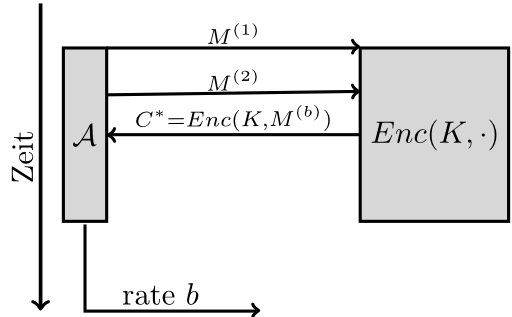 M^{(1)}
M^{(2)}
C*=Enc(K,M^{(b)})
Zeit
𝒜
Enc(K,·)
rate b